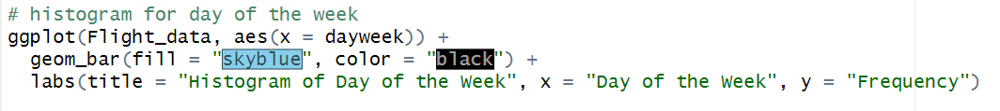 # histogram for day of the week
ggplot(Flight_data, aes(x = dayweek)) +
  geom_bar(fill = "skyblue", color = "black") +
  labs(title = "Histogram of Day of the Week", x = "Day of the Week", y = "Frequency")